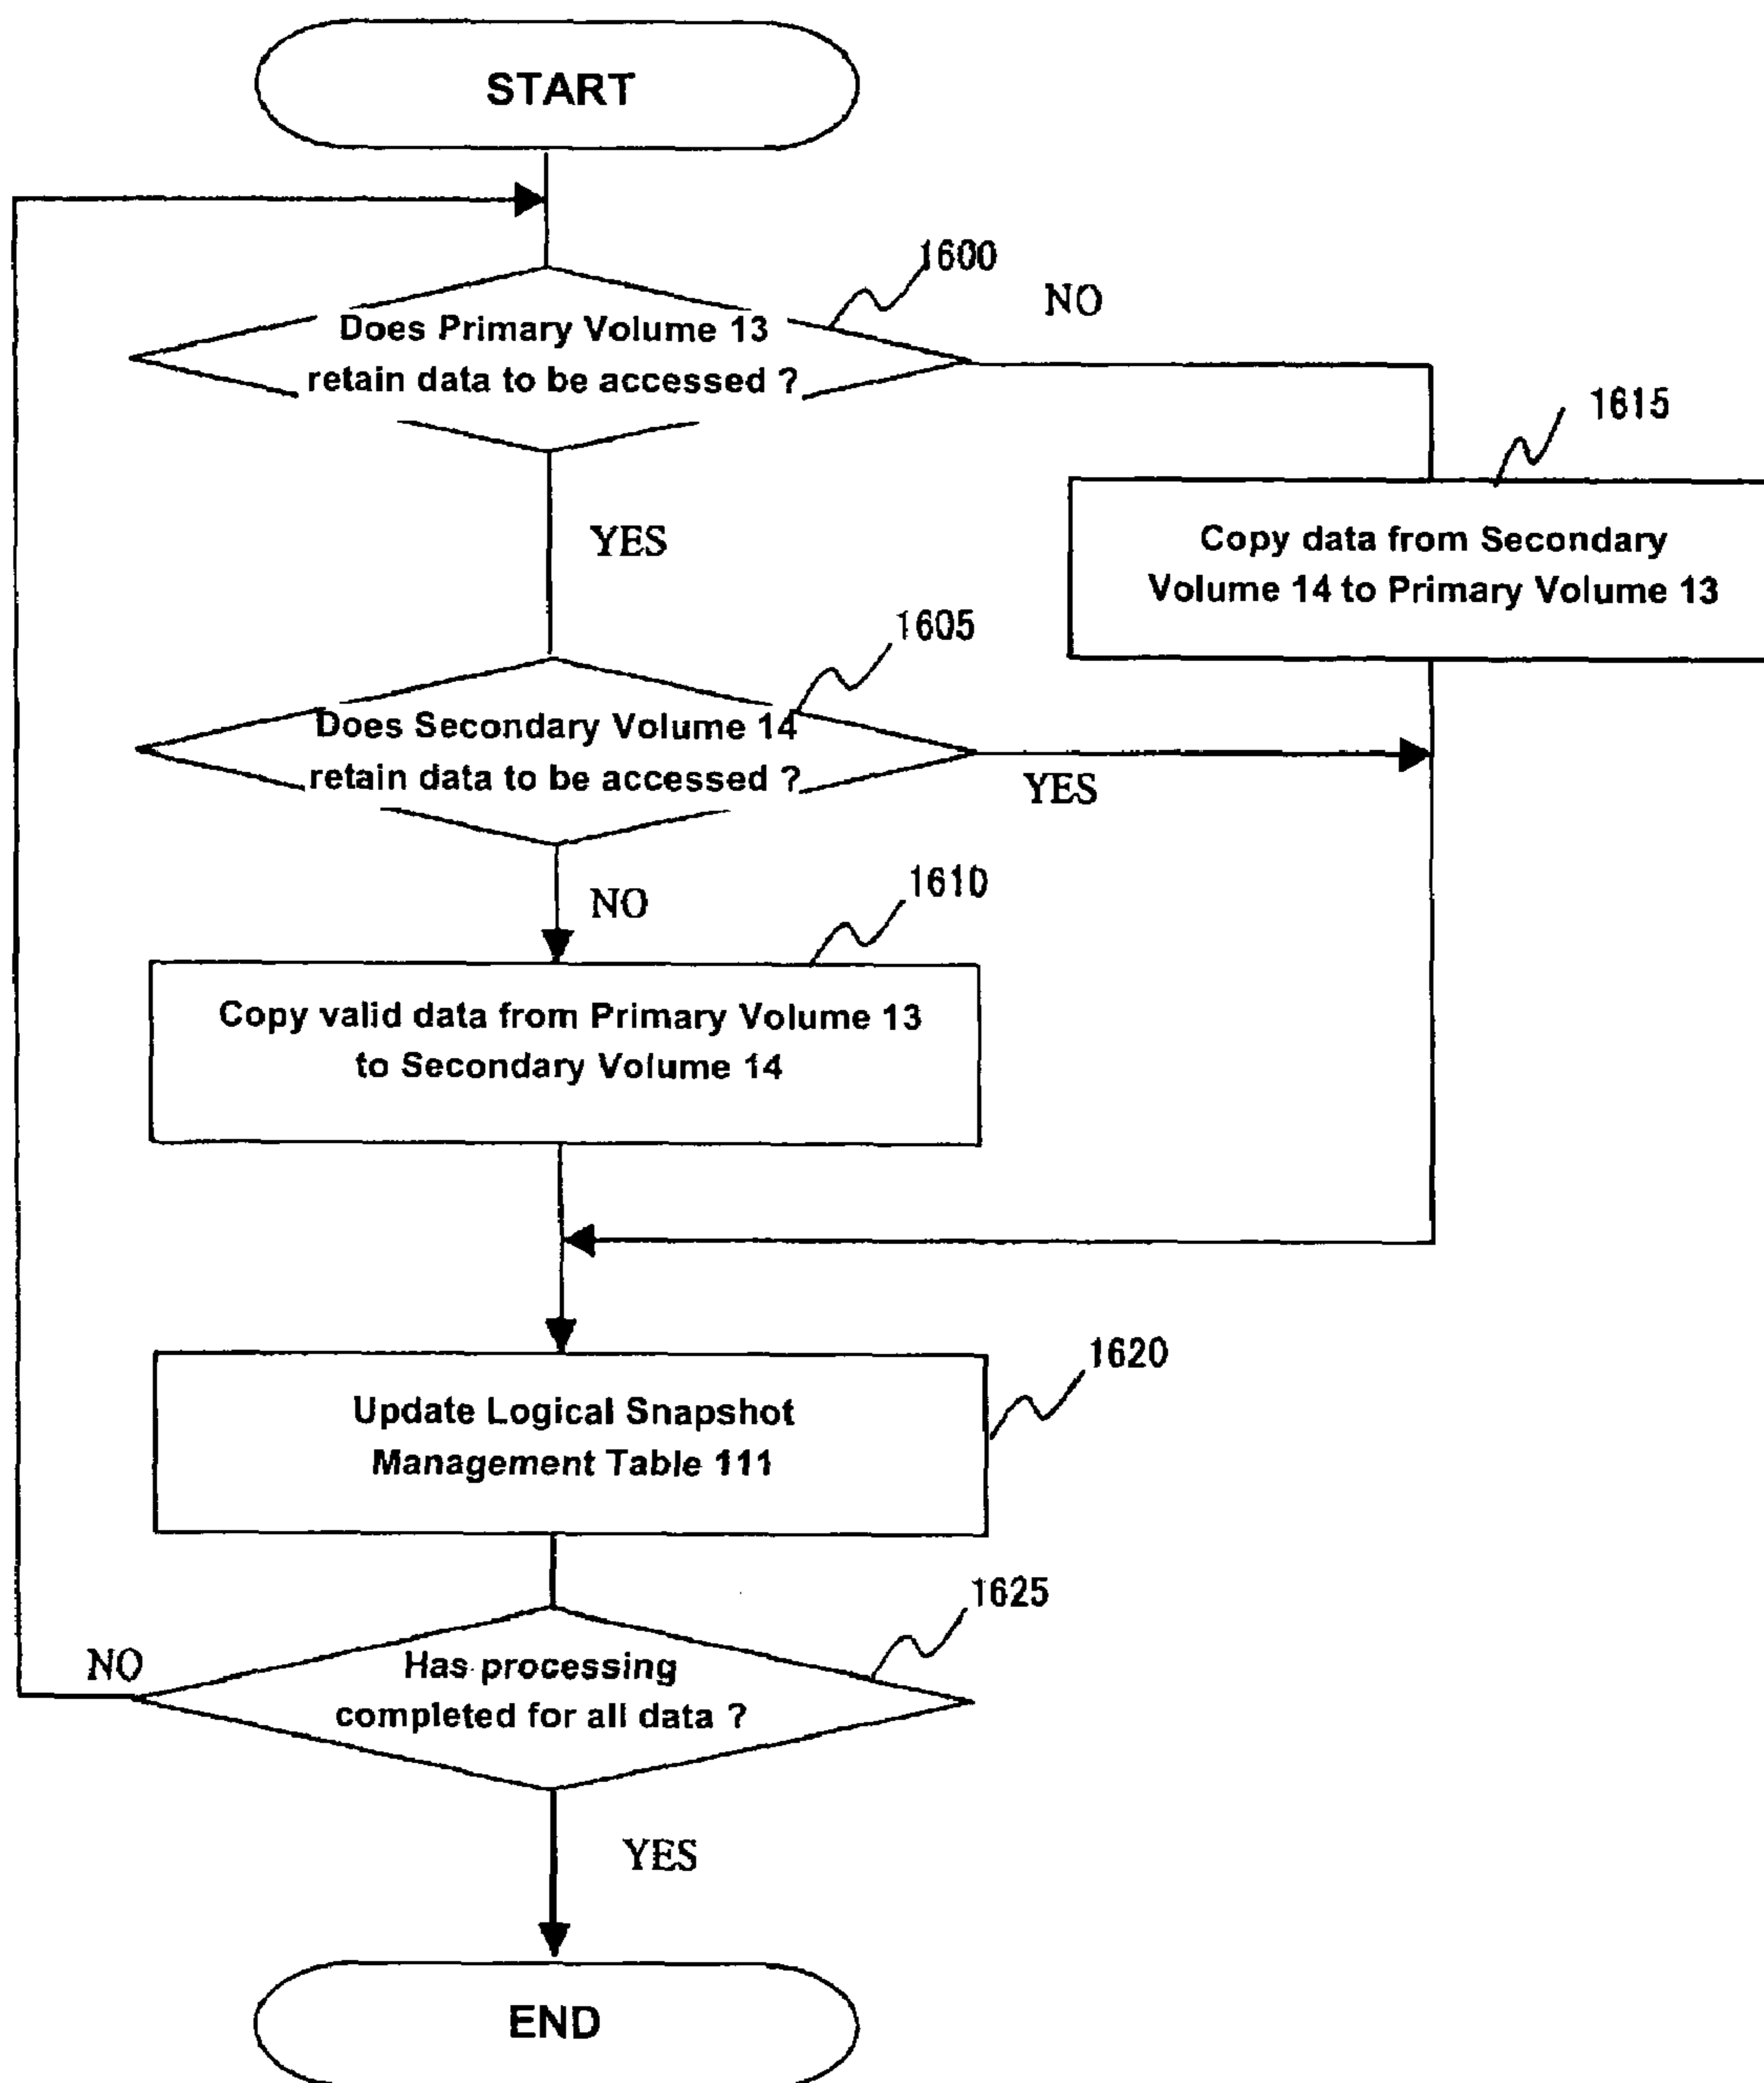 START
1600
NO
Does Primary Volume 13
retain data to be accessed ?
1615
YES
Copy data from Secondary
Volume 14 to Primary Volume 13
1605
Does Secondary Volume 14
retain data to be accessed ?
YES
NO
1610
Copy valid data from Primary Volume 13
to Secondary Volume 14
1620
Update Logical Snapshot
Management Table 111
1625
NO
Has processing
completed for all data ?
YES
END